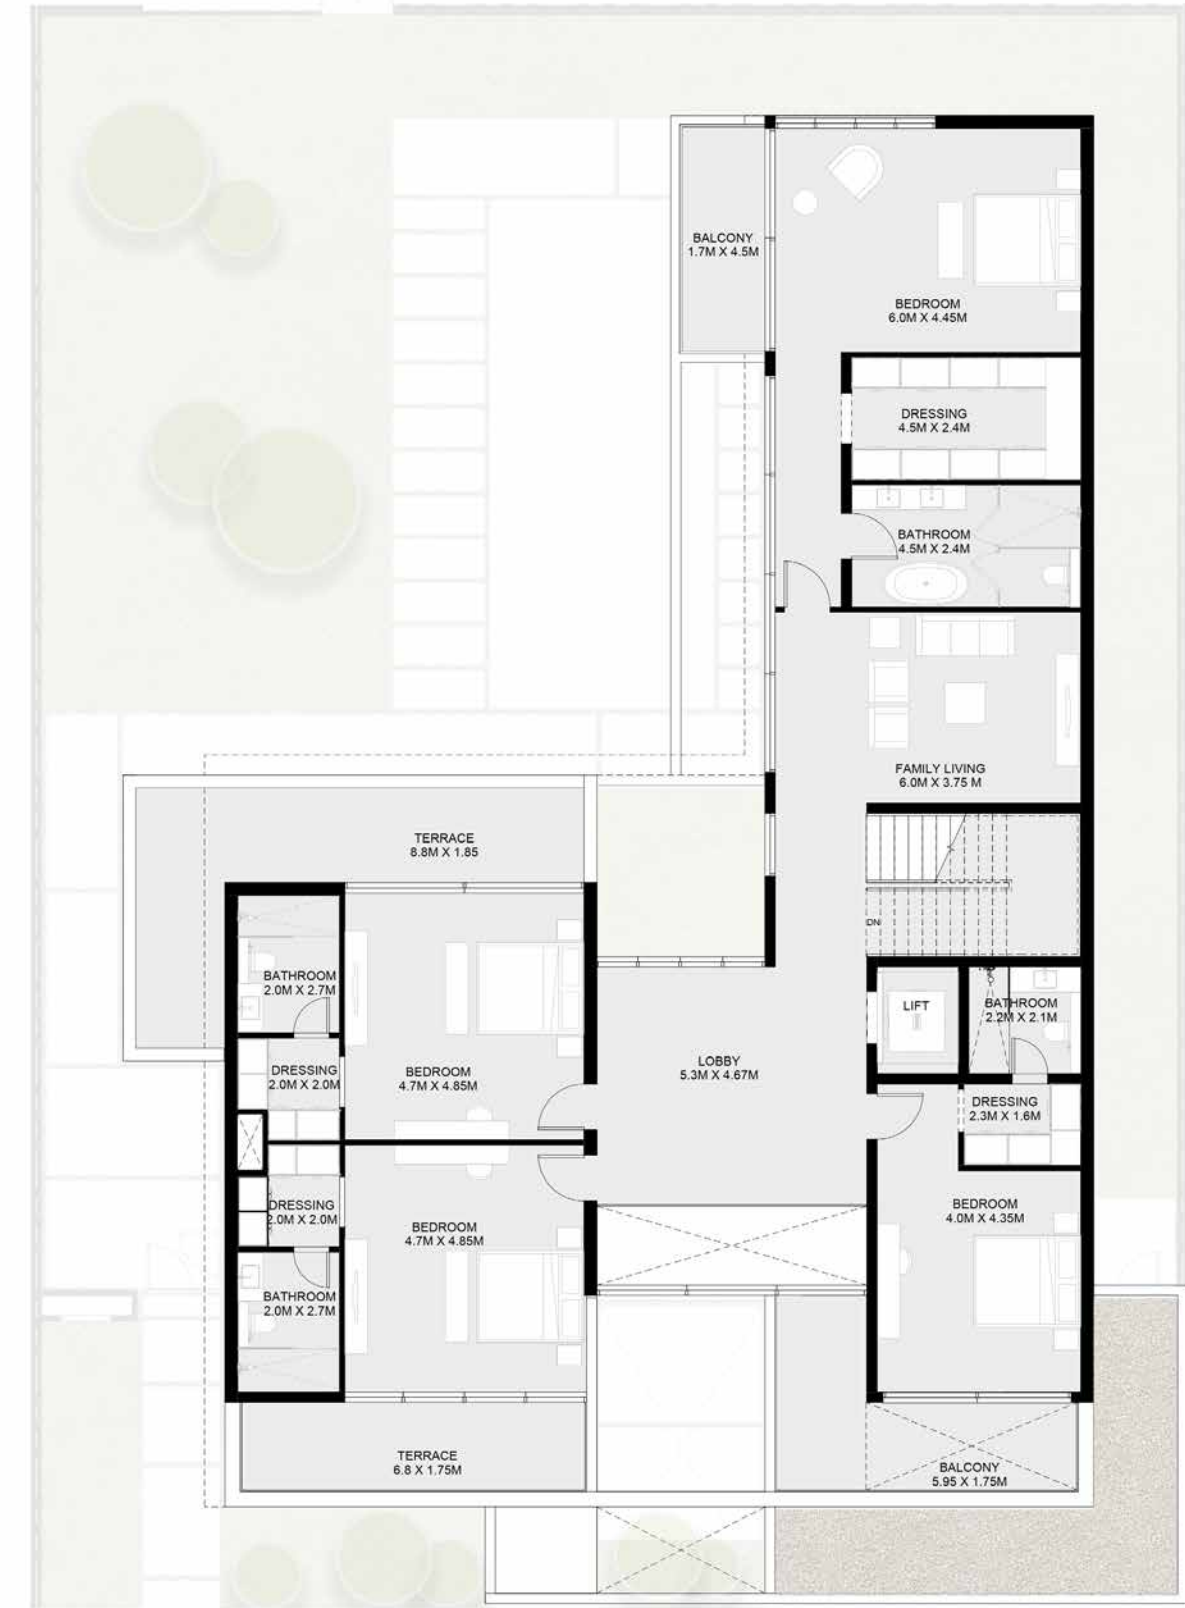 BALCONY
1.7M X 4.5M
BEDROOM
6.0M X 4.45M
DRESSING
4.5M X 2.4M
BATHROOM
4.5M X 2.4M
FAMILY LIVING
6.0M X 3.75 M
TERRACE
8.8M X 1.85
DN
BATHROOM
2.0M X 2.7M
LIFT
BATHROOM
2.2M X 2.1M
LOBBY
5.3M X 4.67M
DRESSING
2.0M X 2.0M
BEDROOM
4.7M X 4.85M
DRESSING
2.3M X 1.6M
DRESSING
2.0M X 2.0M
BEDROOM
4.7M X 4.85M
BEDROOM
4.0M X 4.35M
BATHROOM
2.0M X 2.7M
TERRACE
6.8 X 1.75M
BALCONY
5.95 X 1.75M